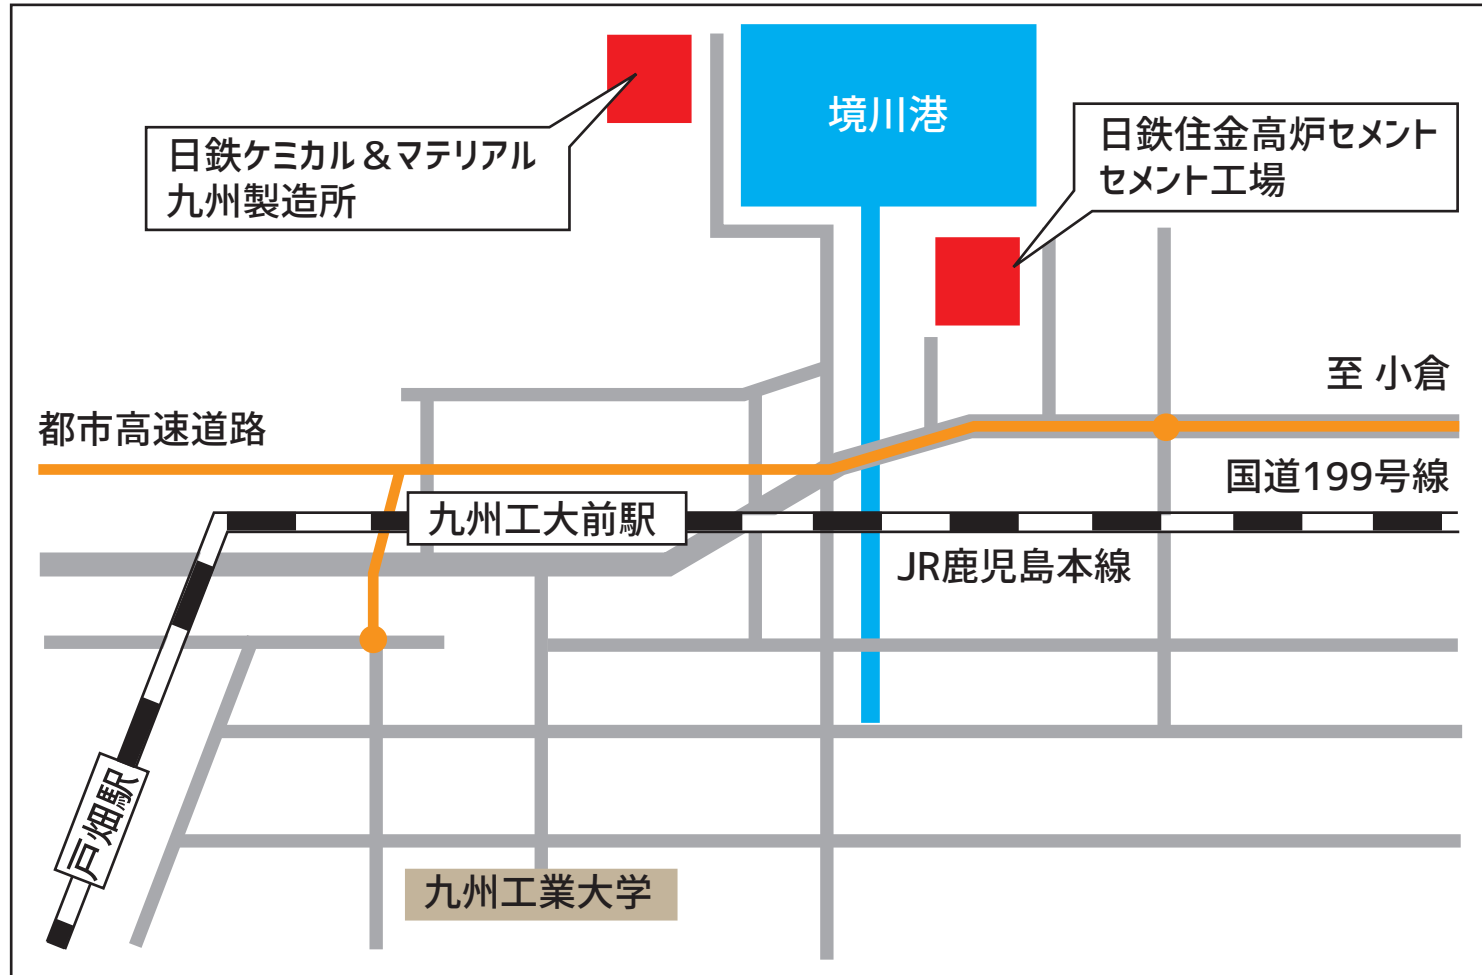 境川港
日鉄ケミカル＆マテリアル
九州製造所
日鉄住金高炉セメント
セメント工場
至 小倉
都市高速道路
国道199号線
九州工大前駅
JR鹿児島本線
戸畑駅
九州工業大学